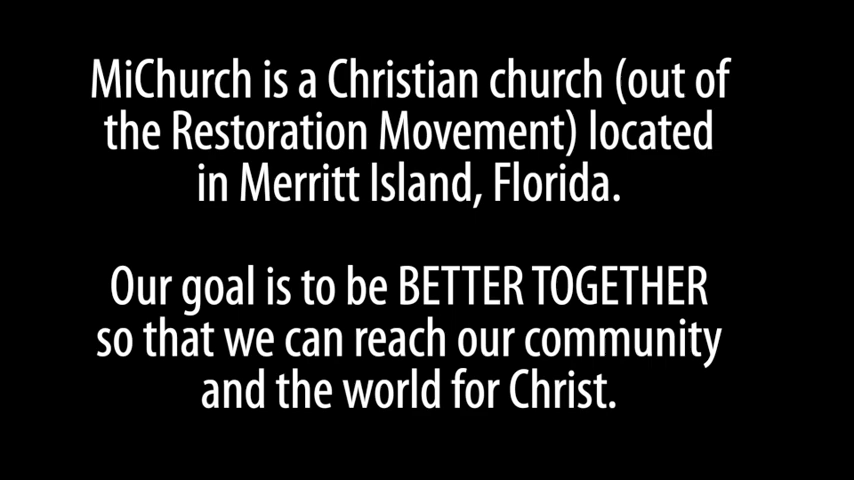 MiChurch is a Christian church (out of
the Restoration Movement) located
in Merritt Island, Florida.
Our goal is to be BETTER TOGETHER
so that we can reach our community
and the world for Christ.